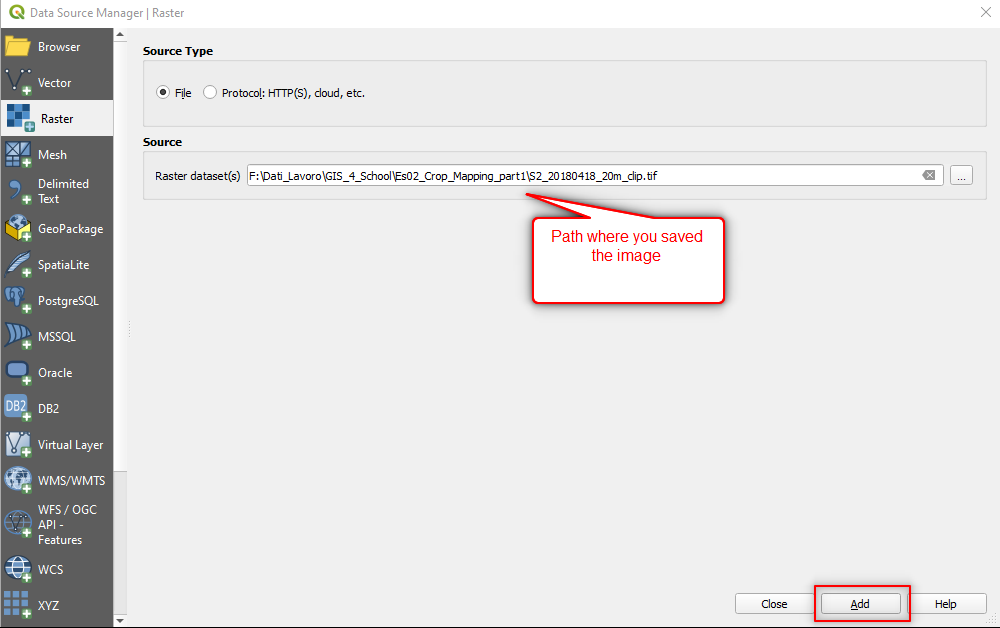 Data Source Manager | Raster
Browser
Vector
Raster
Mesh
Delimited
Text
GeoPackage
SpatiaLite
PostgreSQL
MSSQL
Oracle
DB2
DB2
Virtual Layer
WMS/WMTS
WFS / OGC
API -
Features
WCS
XYZ
Source Type
File
Protocol: HTTP(S), cloud, etc.
Source
Raster dataset(s)
F:\Dati_Lavoro\GIS_4_School\Es02_Crop_Mapping_part1\S2_20180418_20m_clip.tif
...
Path where you saved
the image
Close
Add
Help